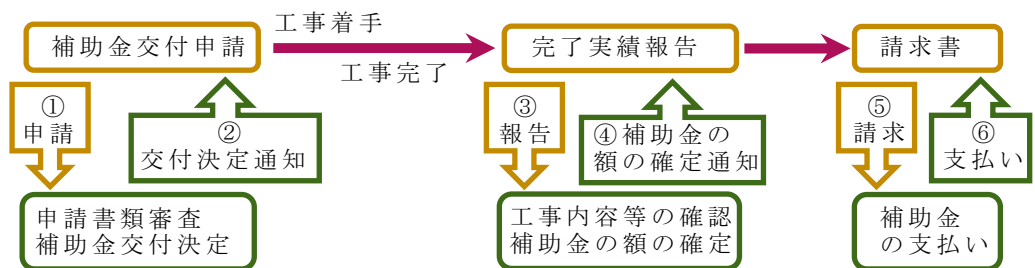 補助金交付申請
工事着手
工事完了
完了実績報告
請求書
①
申請
②
交付決定通知
③
報告
④補助金の
額の確定通知
⑤
請求
⑥
支払い
申請書類審査
補助金交付決定
工事内容等の確認
補助金の額の確定
補助金
の支払い